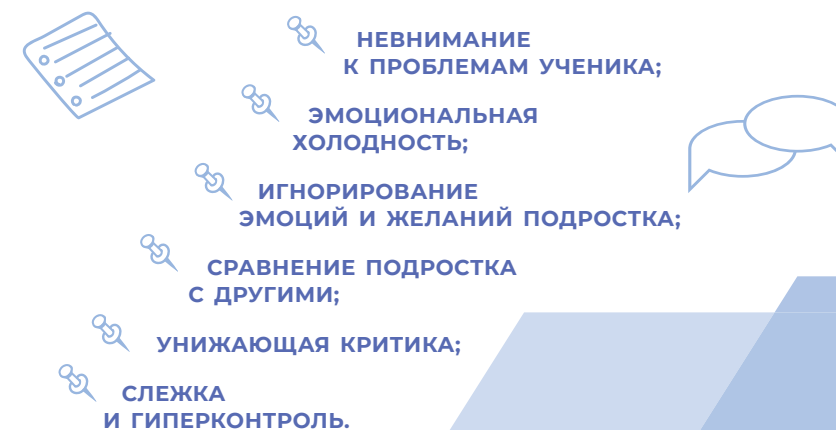 НЕВНИМАНИЕ
К ПРОБЛЕМАМ УЧЕНИКА;
ЭМОЦИОНАЛЬНАЯ
ХОЛОДНОСТЬ;
ИГНОРИРОВАНИЕ
ЭМОЦИЙ И ЖЕЛАНИЙ ПОДРОСТКА;
СРАВНЕНИЕ ПОДРОСТКА
С ДРУГИМИ;
УНИЖАЮЩАЯ КРИТИКА;
СЛЕЖКА
И ГИПЕРКОНТРОЛЬ.